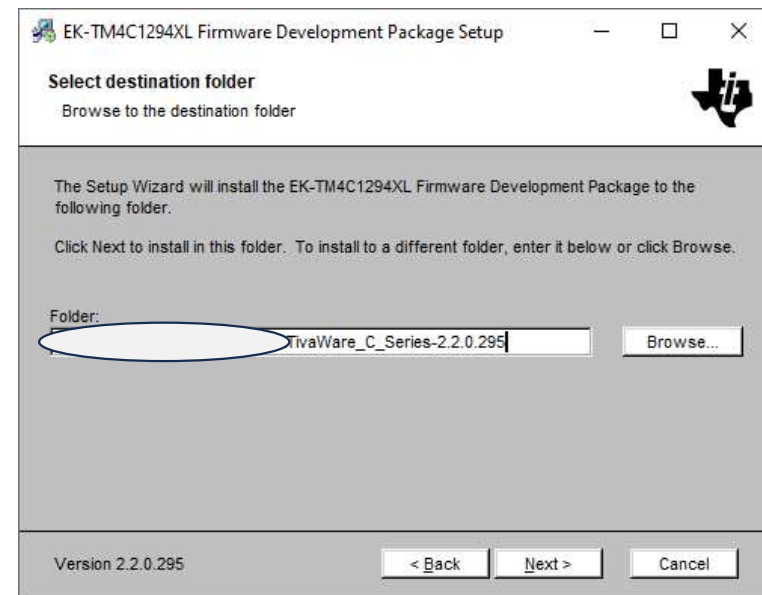 EK-TM4C1294XL Firmware Development Package Setup
Select destination folder
Browse to the destination folder
The Setup Wizard will install the EK-TM4C1294XL Firmware Development Package to the
following folder.
Click Next to install in this folder. To install to a different folder, enter it below or click Browse.
Folder:
TivaWare_C_Series-2.2.0.295
Browse...
Version 2.2.0.295
< Back
Next >
Cancel